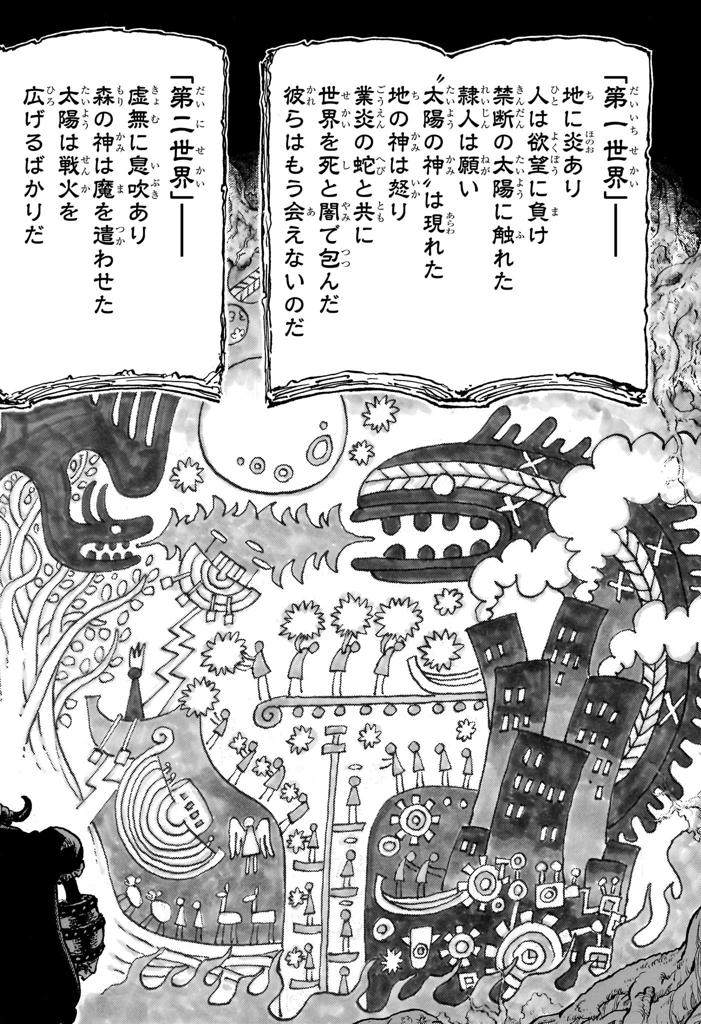 「第一世界」――
地に炎あり
人は欲望に負け
禁断の太陽に触れた
隷人は願い
〝太陽の神〟は現れた
地の神は怒り
業炎の蛇と共に
世界を死と闇で包んだ
彼らはもう会えないのだ
「第二世界」――
虚無に息吹あり
森の神は魔を遣わせた
太陽は戦火を
広げるばかりだ